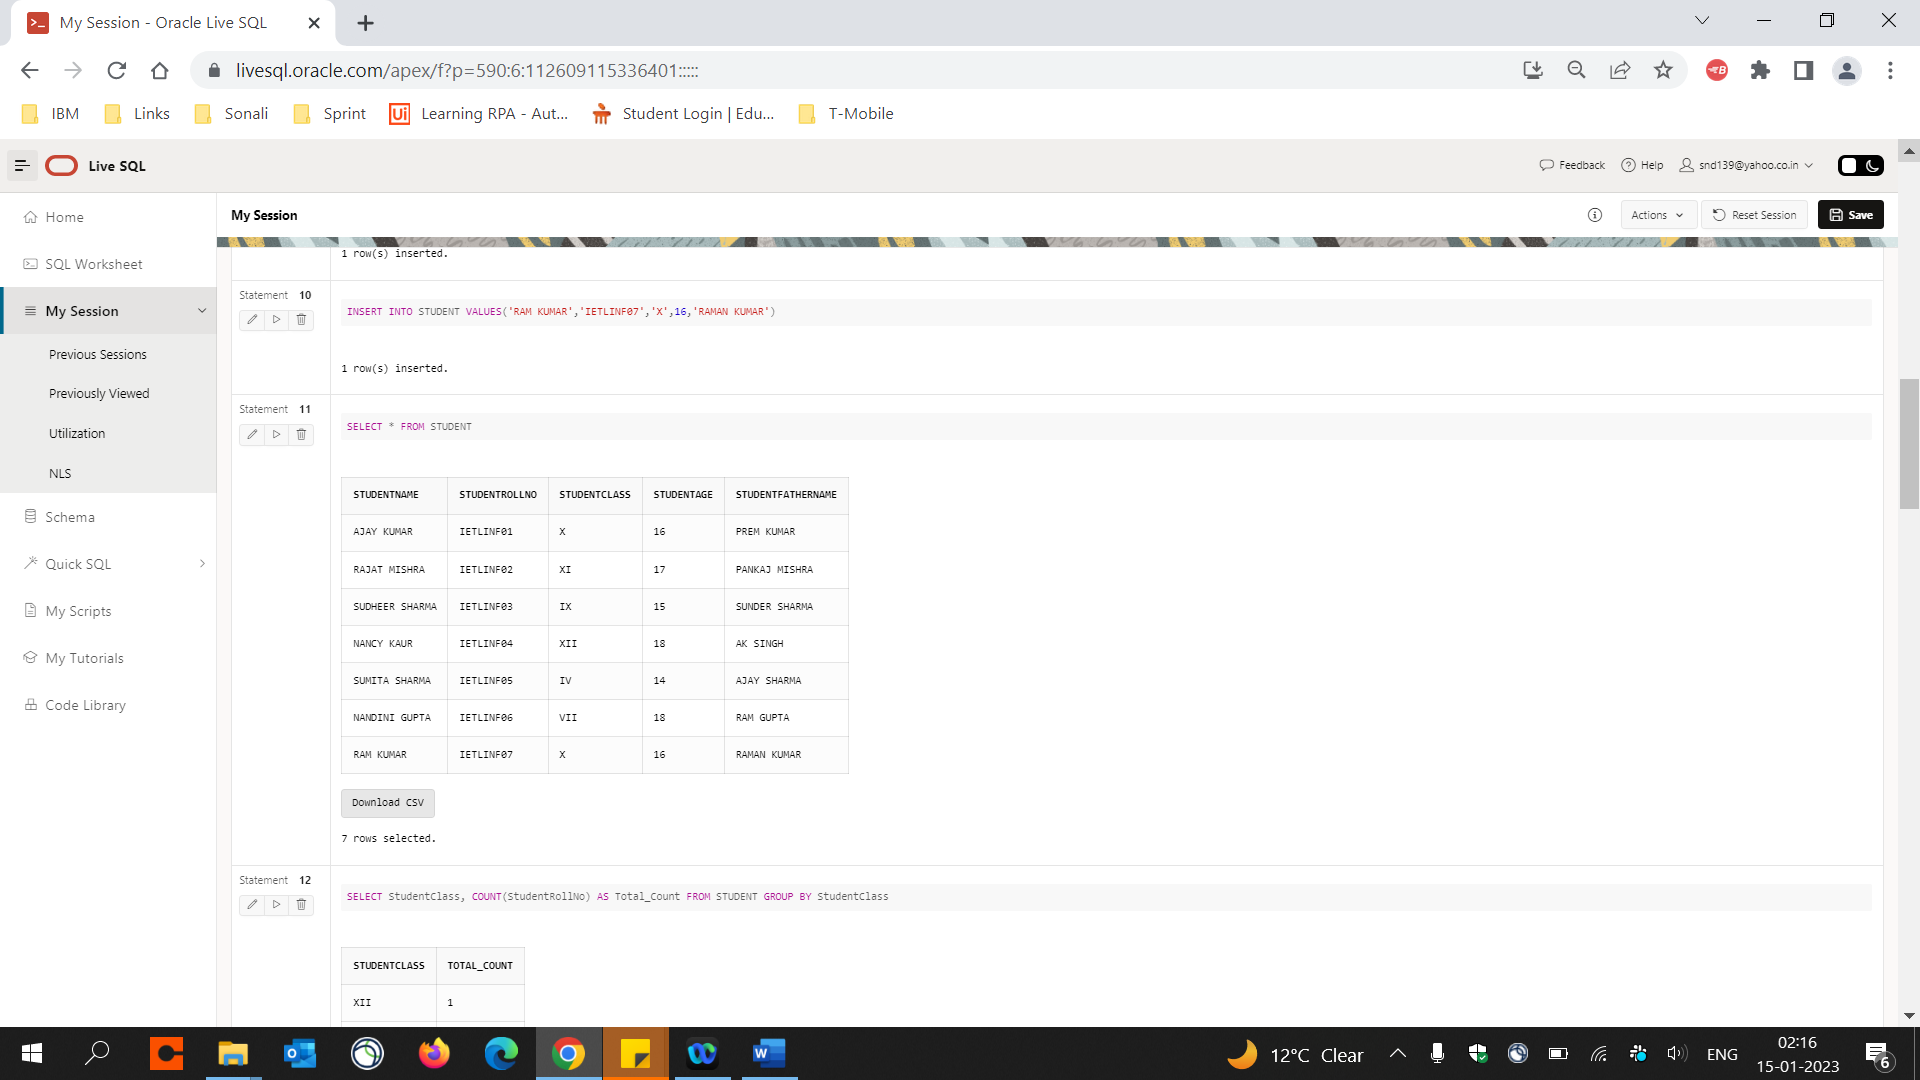 My Session - Oracle Live SQL
livesql.oracle.com/apex/f?p=590:6:112609115336401:::::
IBM
Links
Sonali
Sprint
Ui
Learning RPA - Aut...
Student Login | Edu...
T-Mobile
Live SQL
Feedback
Help
snd139@yahoo.co.in
Home
SQL Worksheet
My Session
Previous Sessions
Previously Viewed
Utilization
NLS
Schema
Quick SQL
My Scripts
My Tutorials
Code Library
My Session
Actions
Reset Session
Save
1 row(s) inserted.
Statement 10
INSERT INTO STUDENT VALUES('RAM KUMAR','IETLINF07','X',16,'RAMAN KUMAR')
1 row(s) inserted.
Statement 11
SELECT * FROM STUDENT
STUDENTNAME STUDENTROLLNO STUDENTCLASS STUDENTAGE STUDENTFATHERNAME
AJAY KUMAR IETLINF01 X 16 PREM KUMAR
RAJAT MISHRA IETLINF02 XI 17 PANKAJ MISHRA
SUDHEER SHARMA IETLINF03 IX 15 SUNDER SHARMA
NANCY KAUR IETLINF04 XII 18 AK SINGH
SUMITA SHARMA IETLINF05 IV 14 AJAY SHARMA
NANDINI GUPTA IETLINF06 VII 18 RAM GUPTA
RAM KUMAR IETLINF07 X 16 RAMAN KUMAR
Download CSV
7 rows selected.
Statement 12
SELECT StudentClass, COUNT(StudentRollNo) AS Total_Count FROM STUDENT GROUP BY StudentClass
STUDENTCLASS TOTAL_COUNT
XII 1
12°C Clear
ENG
02:16
15-01-2023
6